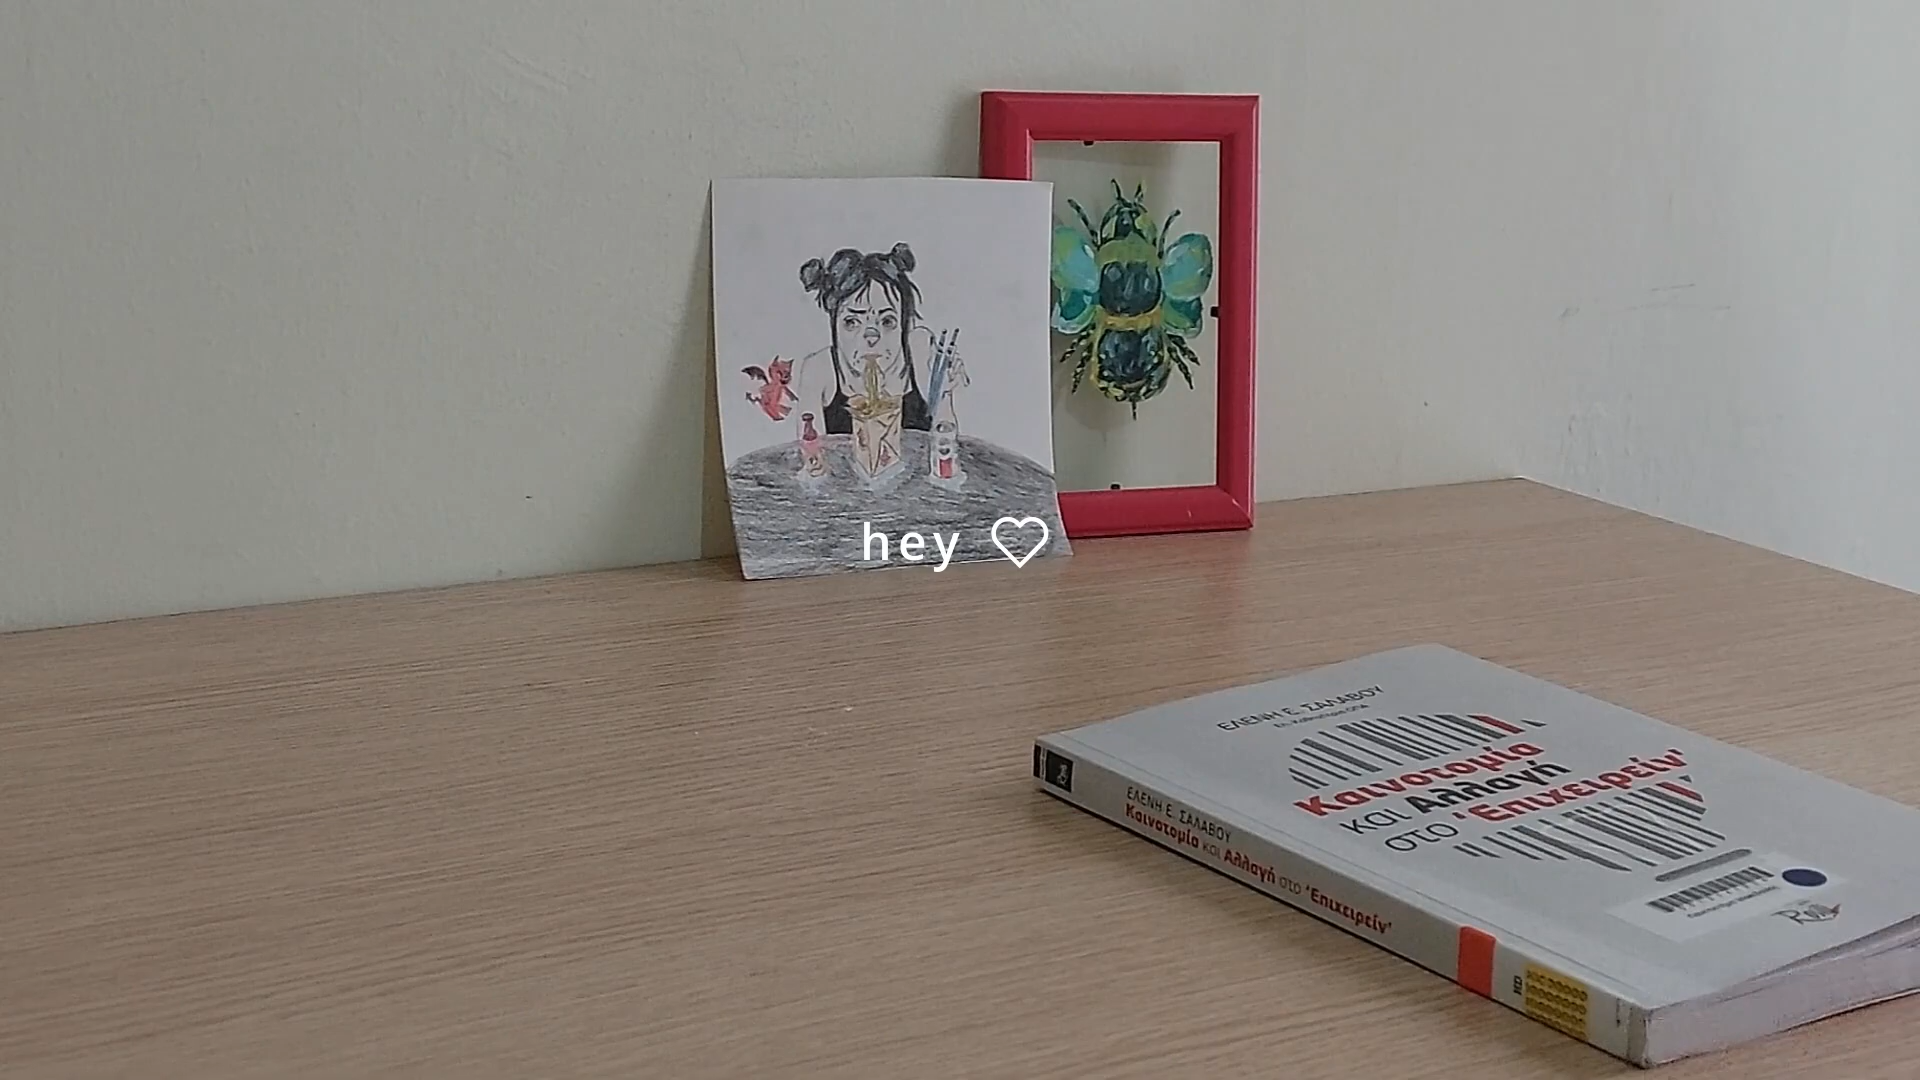 hey ♡
ΕΛΕΝΗ Ε. ΣΑΛΑΒΟΥ
Καινοτομία
και Αλλαγή
στο 'Επιχειρείν'
ΕΛΕΝΗ Ε. ΣΑΛΑΒΟΥ
Καινοτομία και Αλλαγή στο 'Επιχειρείν'